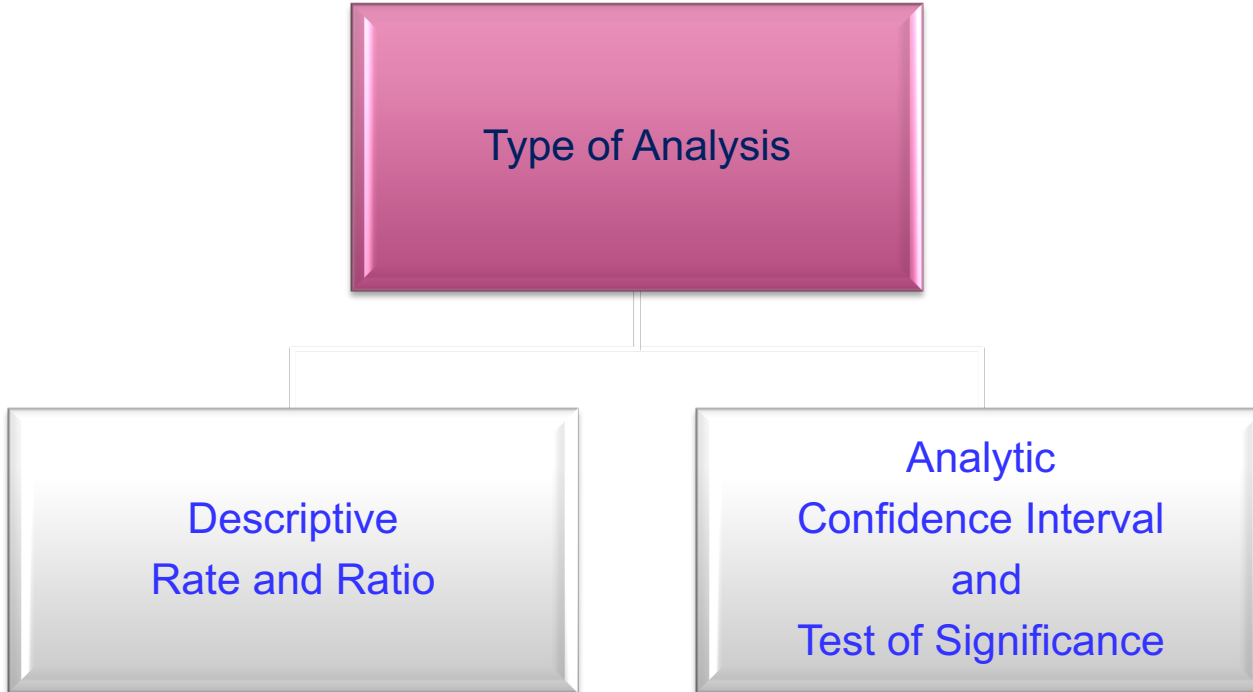 Type of Analysis
Descriptive
Rate and Ratio
Analytic
Confidence Interval
and
Test of Significance